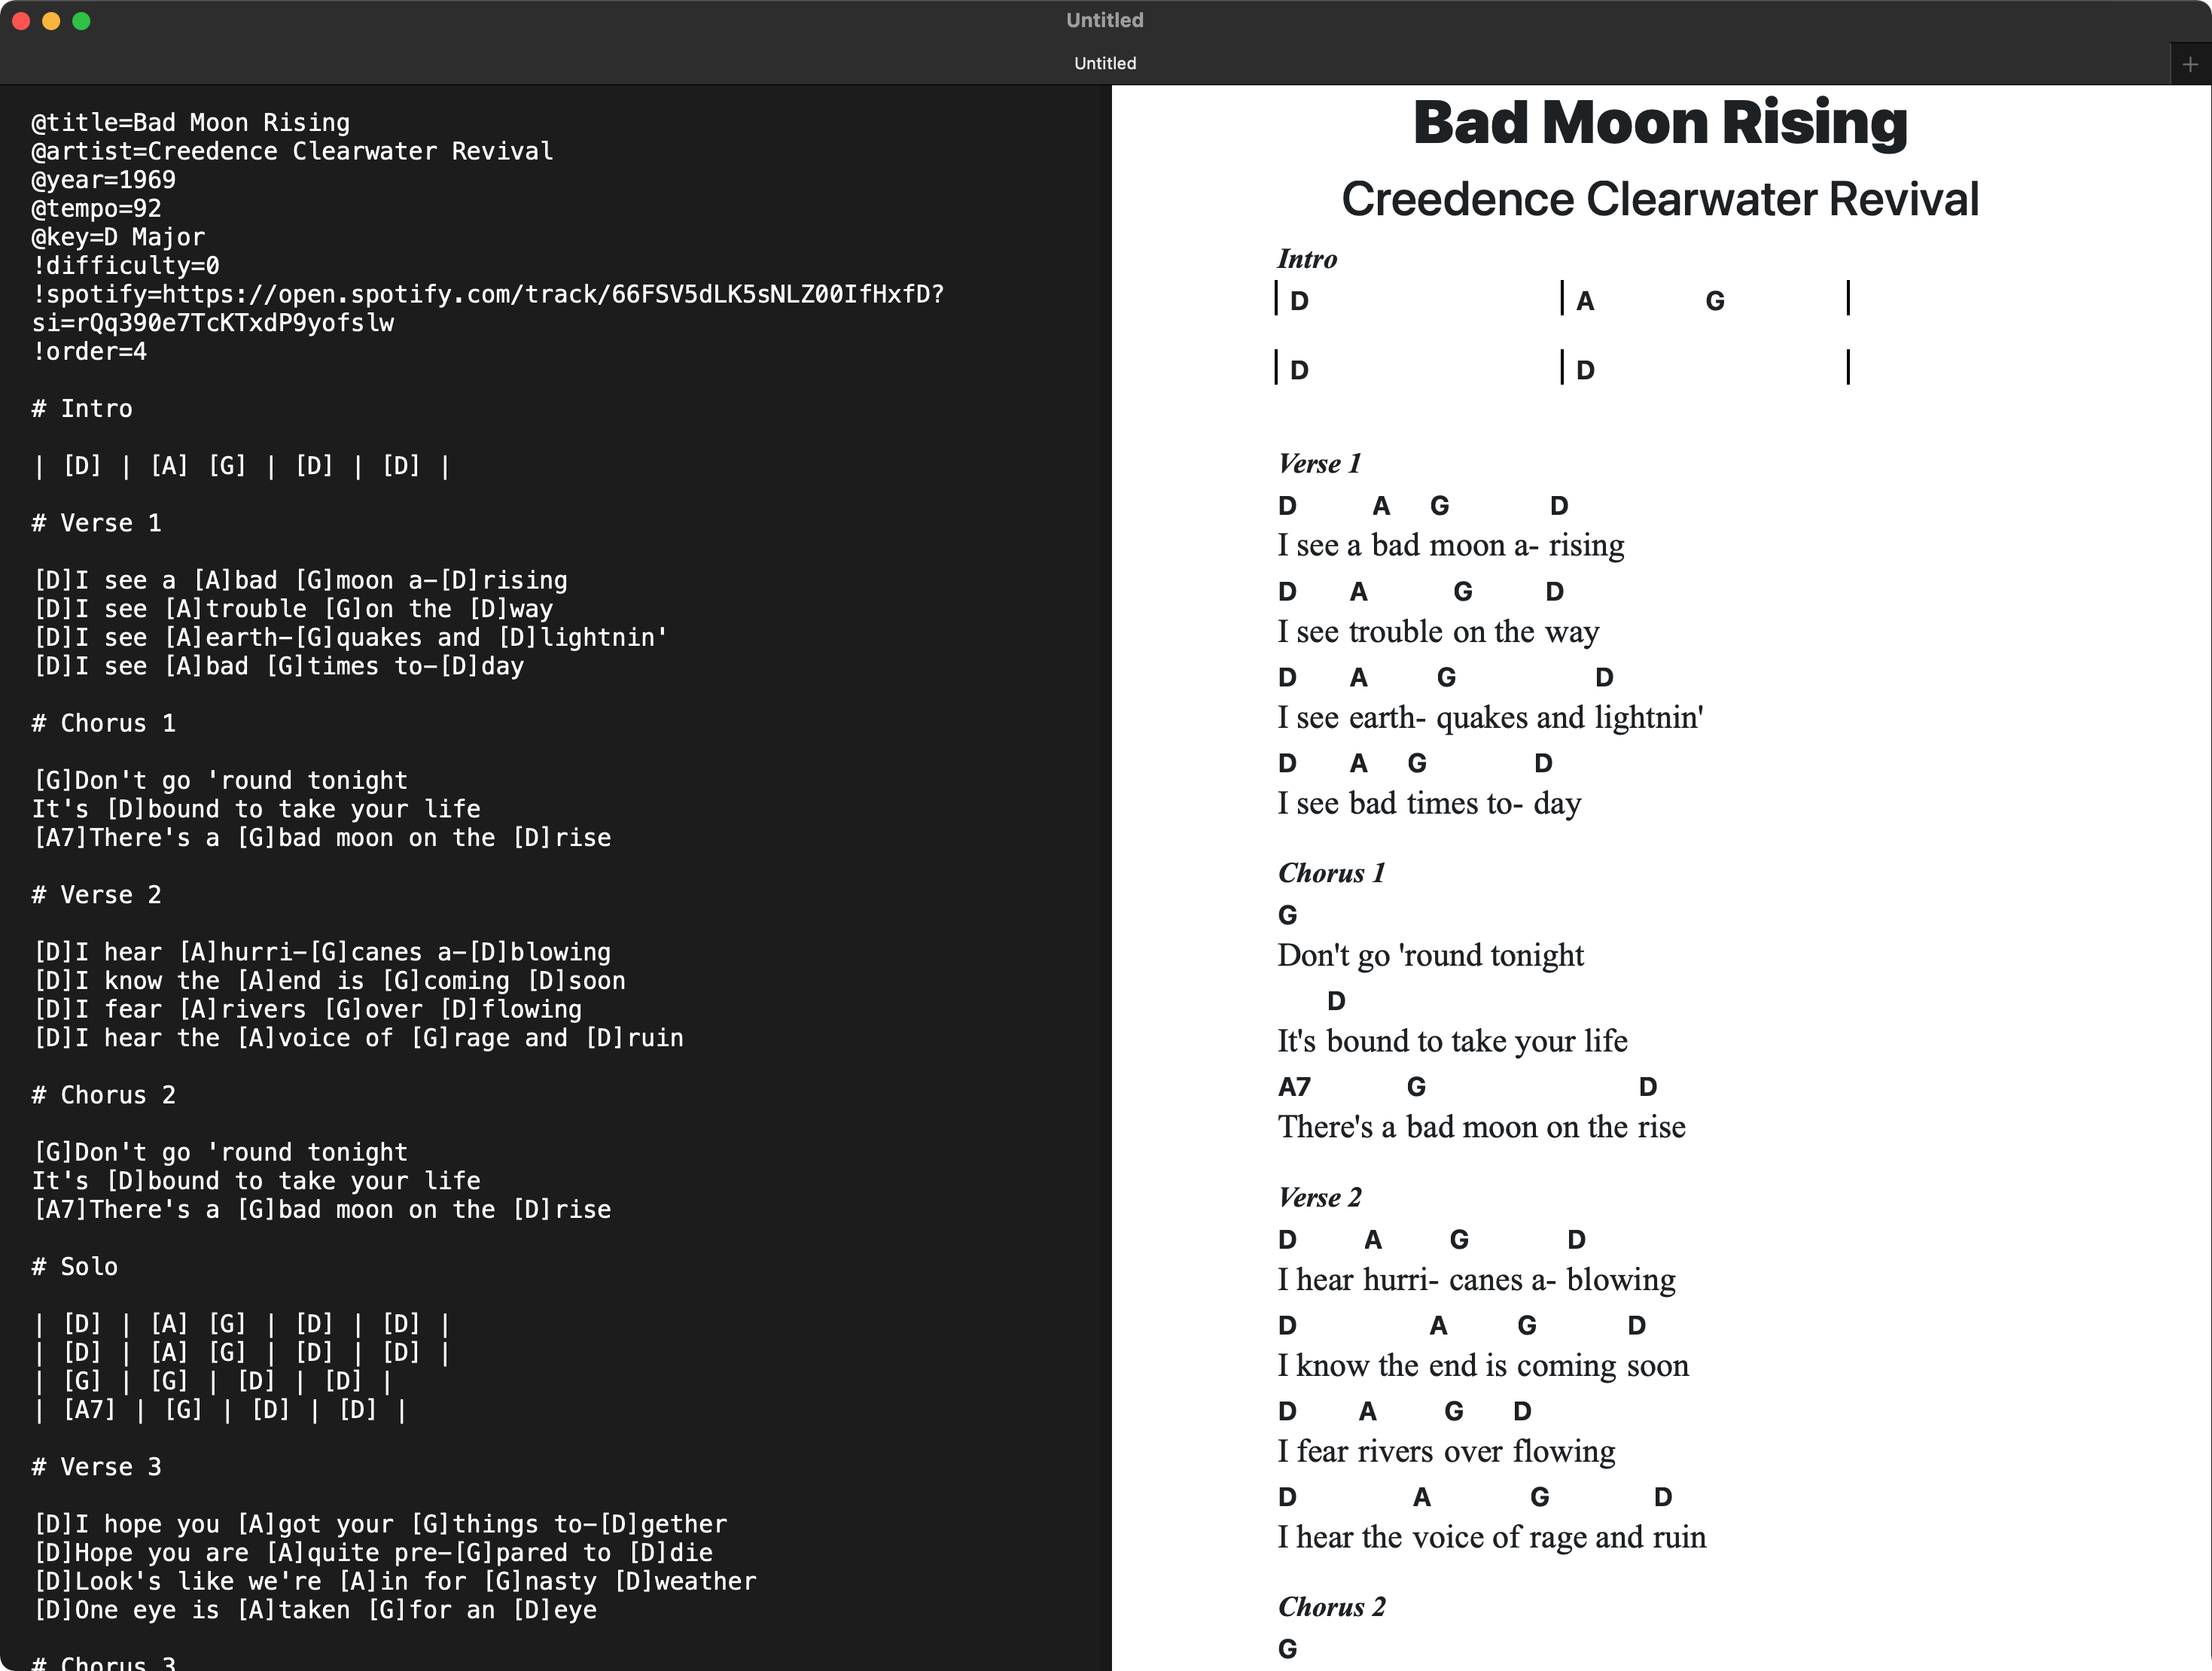 Untitled
Untitled
+
@title=Bad Moon Rising
@artist=Creedence Clearwater Revival
@year=1969
@tempo=92
@key=D Major
!difficulty=0
!spotify=https://open.spotify.com/track/66FSV5dLK5sNLZ00IfHxfD?
si=rQq390e7TcKTxdP9yofslw
!order=4
# Intro
| [D] | [A] [G] | [D] | [D] |
# Verse 1
[D]I see a [A]bad [G]moon a-[D]rising
[D]I see [A]trouble [G]on the [D]way
[D]I see [A]earth-[G]quakes and [D]lightnin'
[D]I see [A]bad [G]times to-[D]day
# Chorus 1
[G]Don't go 'round tonight
It's [D]bound to take your life
[A7]There's a [G]bad moon on the [D]rise
# Verse 2
[D]I hear [A]hurri-[G]canes a-[D]blowing
[D]I know the [A]end is [G]coming [D]soon
[D]I fear [A]rivers [G]over [D]flowing
[D]I hear the [A]voice of [G]rage and [D]ruin
# Chorus 2
[G]Don't go 'round tonight
It's [D]bound to take your life
[A7]There's a [G]bad moon on the [D]rise
# Solo
| [D] | [A] [G] | [D] | [D] |
| [D] | [A] [G] | [D] | [D] |
| [G] | [G] | [D] | [D] |
| [A7] | [G] | [D] | [D] |
# Verse 3
[D]I hope you [A]got your [G]things to-[D]gether
[D]Hope you are [A]quite pre-[G]pared to [D]die
[D]Look's like we're [A]in for [G]nasty [D]weather
[D]One eye is [A]taken [G]for an [D]eye
# Chorus 3
Bad Moon Rising
Creedence Clearwater Revival
Intro
| D | A G |
| D | D |
Verse 1
D A G D
I see a bad moon a- rising
D A G D
I see trouble on the way
D A G D
I see earth- quakes and lightnin'
D A G D
I see bad times to- day
Chorus 1
G
Don't go 'round tonight
D
It's bound to take your life
A7 G D
There's a bad moon on the rise
Verse 2
D A G D
I hear hurri- canes a- blowing
D A G D
I know the end is coming soon
D A G D
I fear rivers over flowing
D A G D
I hear the voice of rage and ruin
Chorus 2
G